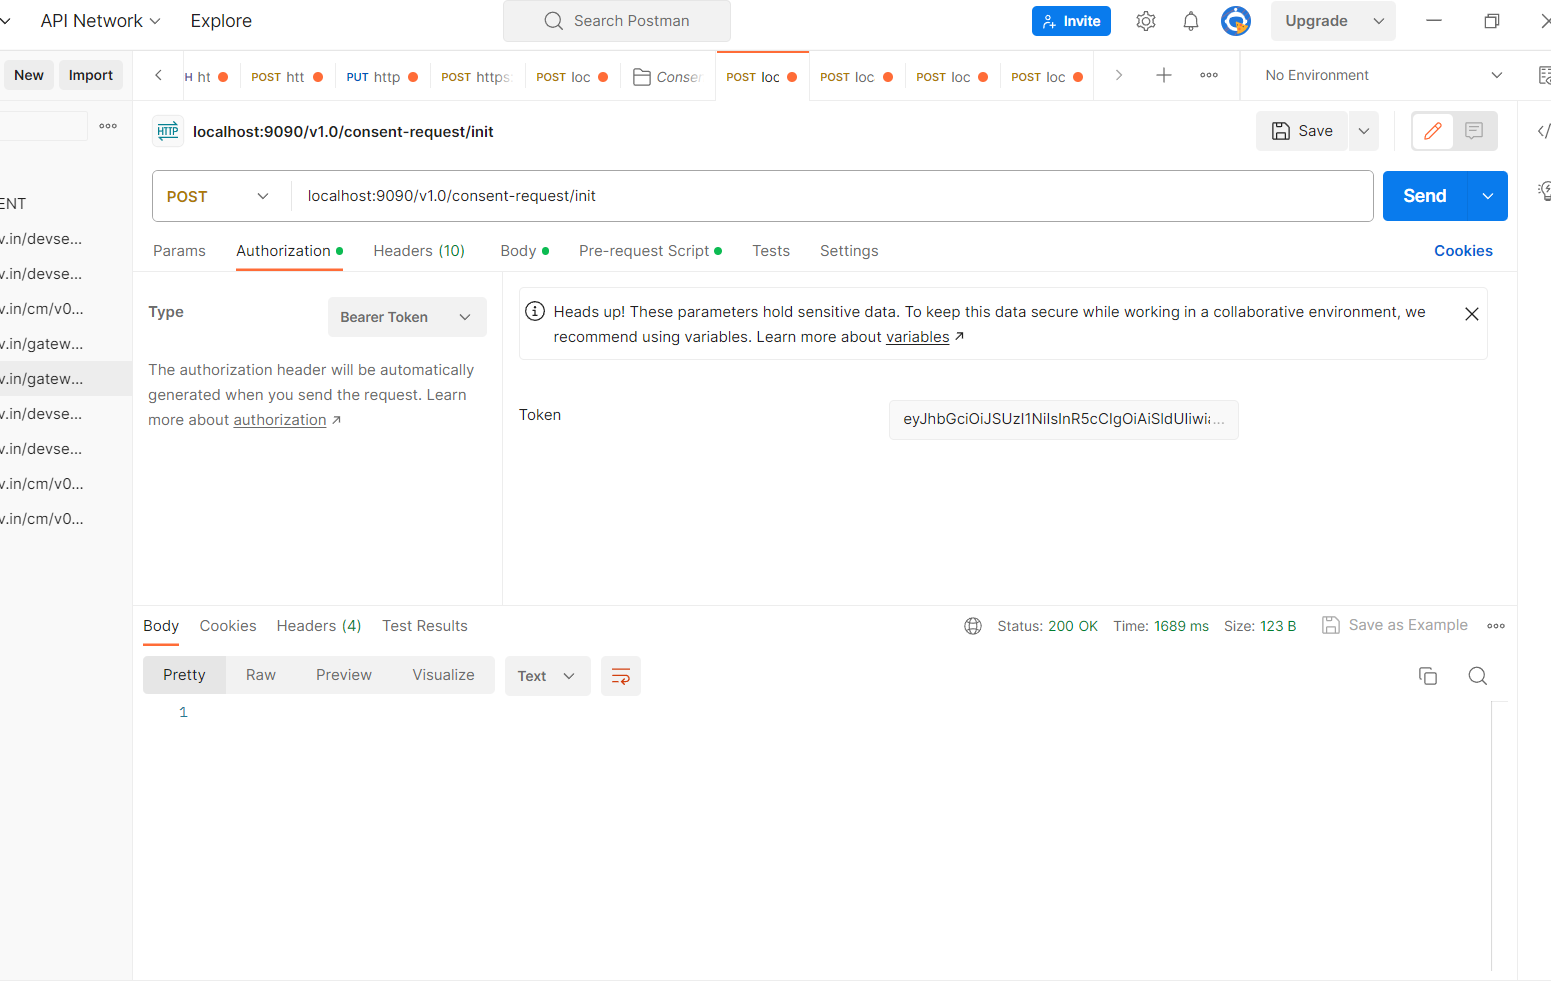 API Network
Explore
Search Postman
Invite
Upgrade
New
Import
H ht
POST htt
PUT http
POST https
POST loc
Conser
POST loc
POST loc
POST loc
POST loc
No Environment
HTTP
localhost:9090/v1.0/consent-request/init
Save
ENT
v.in/devse...
v.in/devse...
v.in/cm/v0...
v.in/gatew...
v.in/gatew...
v.in/devse...
v.in/devse...
v.in/cm/v0...
v.in/cm/v0...
POST
localhost:9090/v1.0/consent-request/init
Send
Params
Authorization
Headers (10)
Body
Pre-request Script
Tests
Settings
Cookies
Type
Bearer Token
The authorization header will be automatically
generated when you send the request. Learn
more about authorization ↗
Heads up! These parameters hold sensitive data. To keep this data secure while working in a collaborative environment, we
recommend using variables. Learn more about variables ↗
Token
Body
Cookies
Headers (4)
Test Results
Status: 200 OK
Time: 1689 ms
Size: 123 B
Save as Example
Pretty
Raw
Preview
Visualize
Text
1